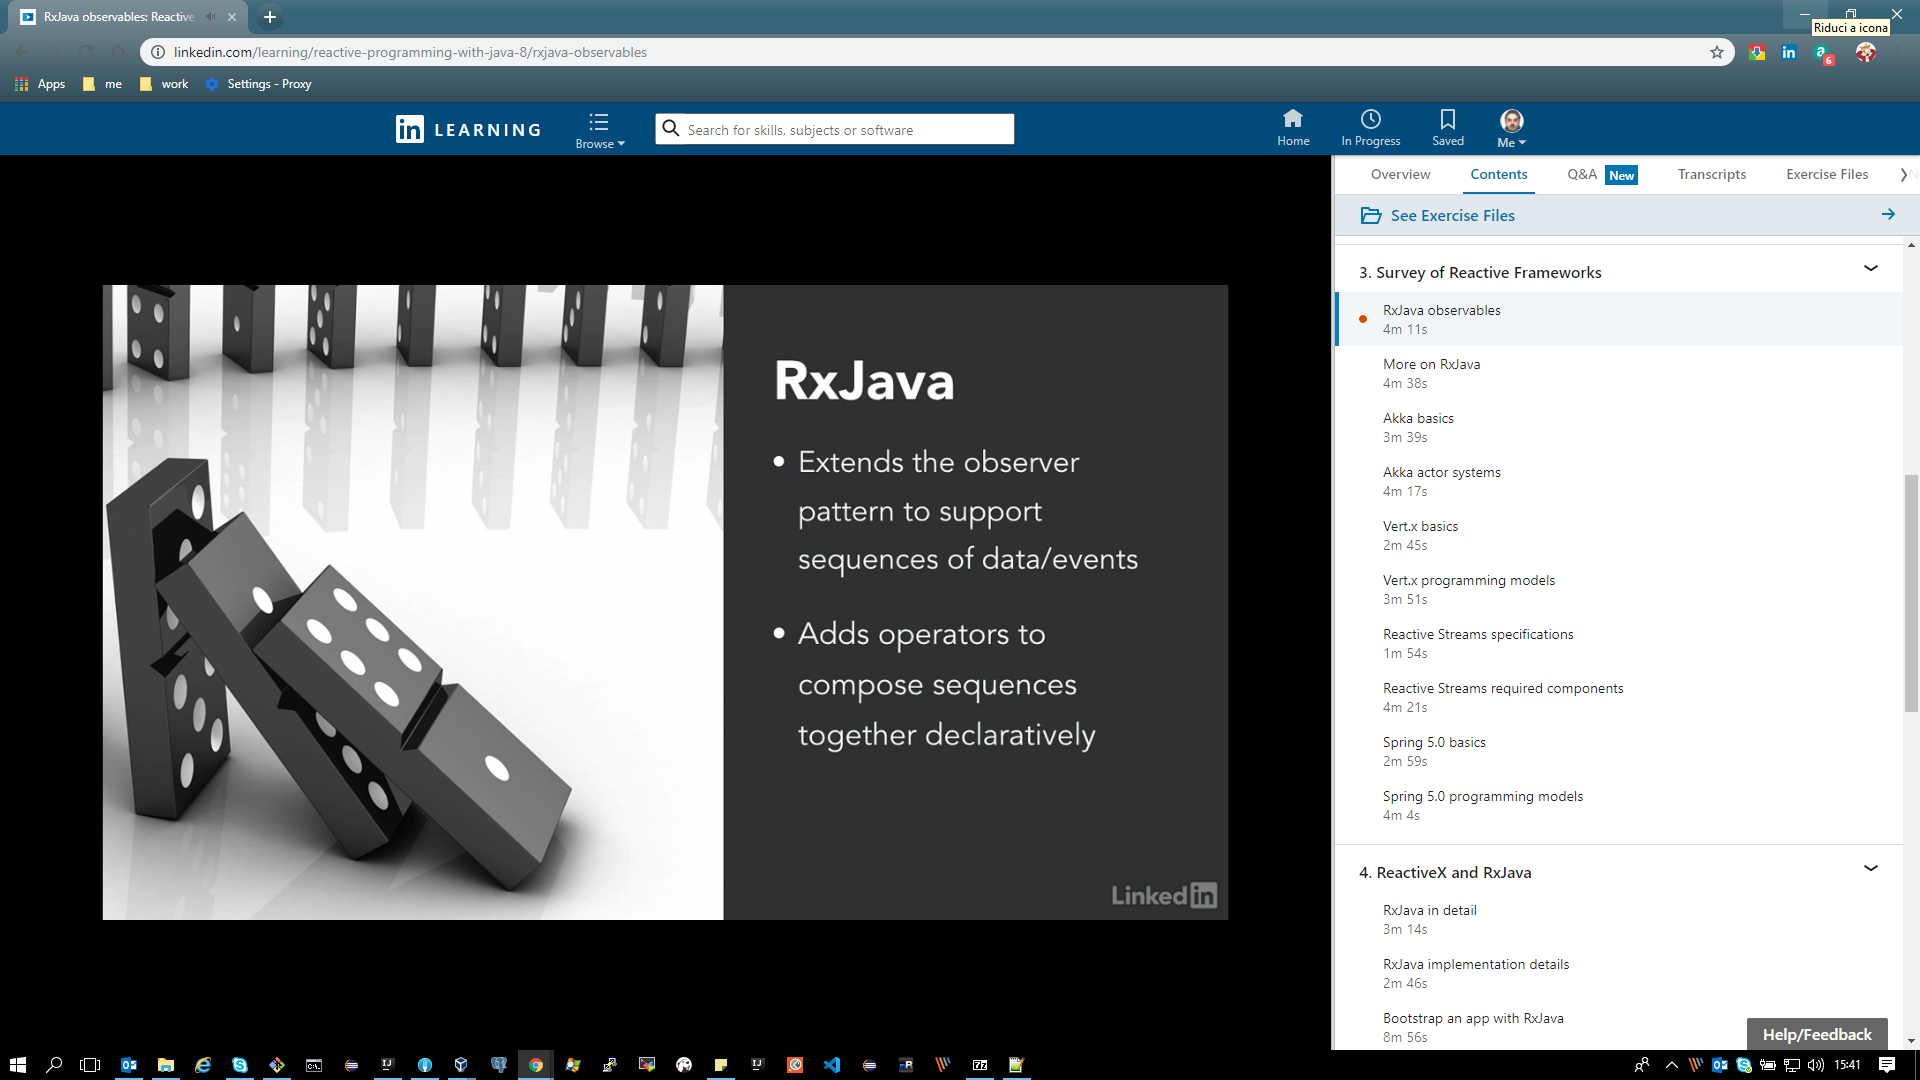 RxJava observables: Reactive
Riduci a icona
linkedin.com/learning/reactive-programming-with-java-8/rxjava-observables
6
Apps
me
work
Settings - Proxy
in LEARNING
Browse
Search for skills, subjects or software
Home
In Progress
Saved
Me
Overview
Contents
Q&A New
Transcripts
Exercise Files
See Exercise Files
3. Survey of Reactive Frameworks
RxJava observables
4m 11s
More on RxJava
4m 38s
Akka basics
3m 39s
Akka actor systems
4m 17s
Vert.x basics
2m 45s
Vert.x programming models
3m 51s
Reactive Streams specifications
1m 54s
Reactive Streams required components
4m 21s
Spring 5.0 basics
2m 59s
Spring 5.0 programming models
4m 4s
4. ReactiveX and RxJava
RxJava in detail
3m 14s
RxJava implementation details
2m 46s
Bootstrap an app with RxJava
8m 56s
Help/Feedback
RxJava
• Extends the observer
pattern to support
sequences of data/events
• Adds operators to
compose sequences
together declaratively
Linked in
15:41